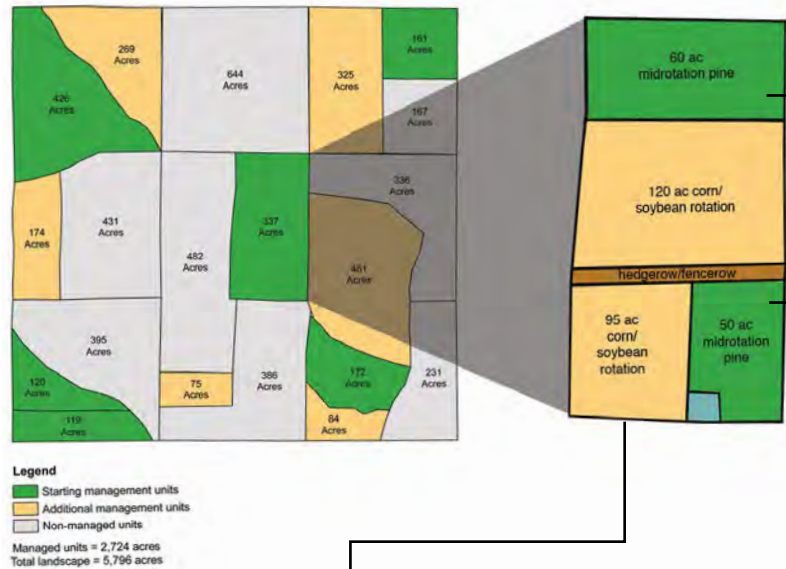 269
Acres
426
Acres
644
Acres
325
Acres
161
Acres
167
Acres
174
Acres
431
Acres
482
Acres
337
Acres
336
Acres
461
Acres
395
Acres
120
Acres
119
Acres
75
Acres
386
Acres
172
Acres
84
Acres
231
Acres
60 ac
midrotation pine
120 ac corn/
soybean rotation
hedgerow/fencerow
95 ac
corn/
soybean
rotation
50 ac
midrotation
pine
Legend
Starting management units
Additional management units
Non-managed units
Managed units = 2,724 acres
Total landscape = 5,796 acres